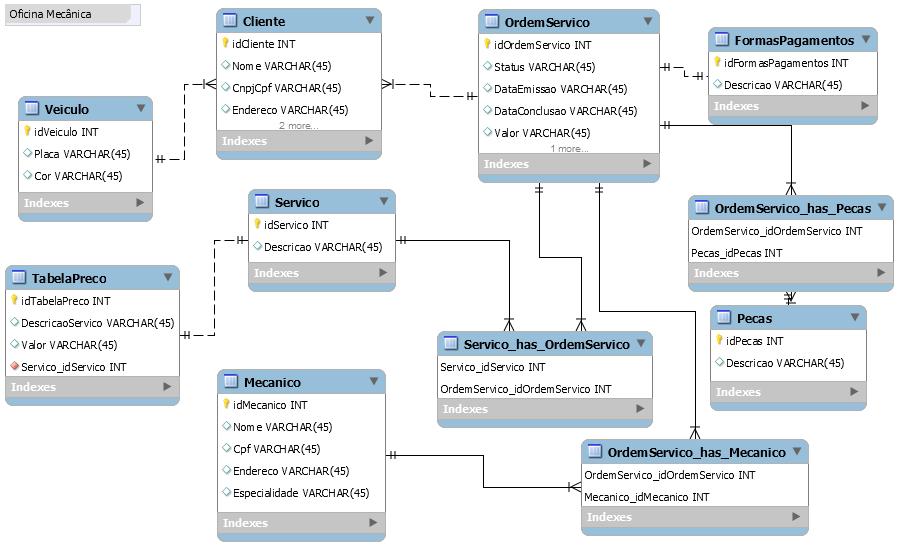 Oficina Mecânica
Cliente
idCliente INT
Nome VARCHAR(45)
CnpjCpf VARCHAR(45)
Endereco VARCHAR(45)
2 more...
Indexes
OrdemServico
idOrdemServico INT
Status VARCHAR(45)
DataEmissao VARCHAR(45)
DataConclusao VARCHAR(45)
Valor VARCHAR(45)
1 more...
Indexes
FormasPagamentos
idFormasPagamentos INT
Descricao VARCHAR(45)
Indexes
Veiculo
idVeiculo INT
Placa VARCHAR(45)
Cor VARCHAR(45)
Indexes
Servico
idServico INT
Descricao VARCHAR(45)
Indexes
OrdemServico_has_Pecas
OrdemServico_idOrdemServico INT
Pecas_idPecas INT
Indexes
TabelaPreco
idTabelaPreco INT
DescricaoServico VARCHAR(45)
Valor VARCHAR(45)
Servico_idServico INT
Indexes
Pecas
idPecas INT
Descricao VARCHAR(45)
Indexes
Servico_has_OrdemServico
Servico_idServico INT
OrdemServico_idOrdemServico INT
Indexes
Mecanico
idMecanico INT
Nome VARCHAR(45)
Cpf VARCHAR(45)
Endereco VARCHAR(45)
Especialidade VARCHAR(45)
Indexes
OrdemServico_has_Mecanico
OrdemServico_idOrdemServico INT
Mecanico_idMecanico INT
Indexes